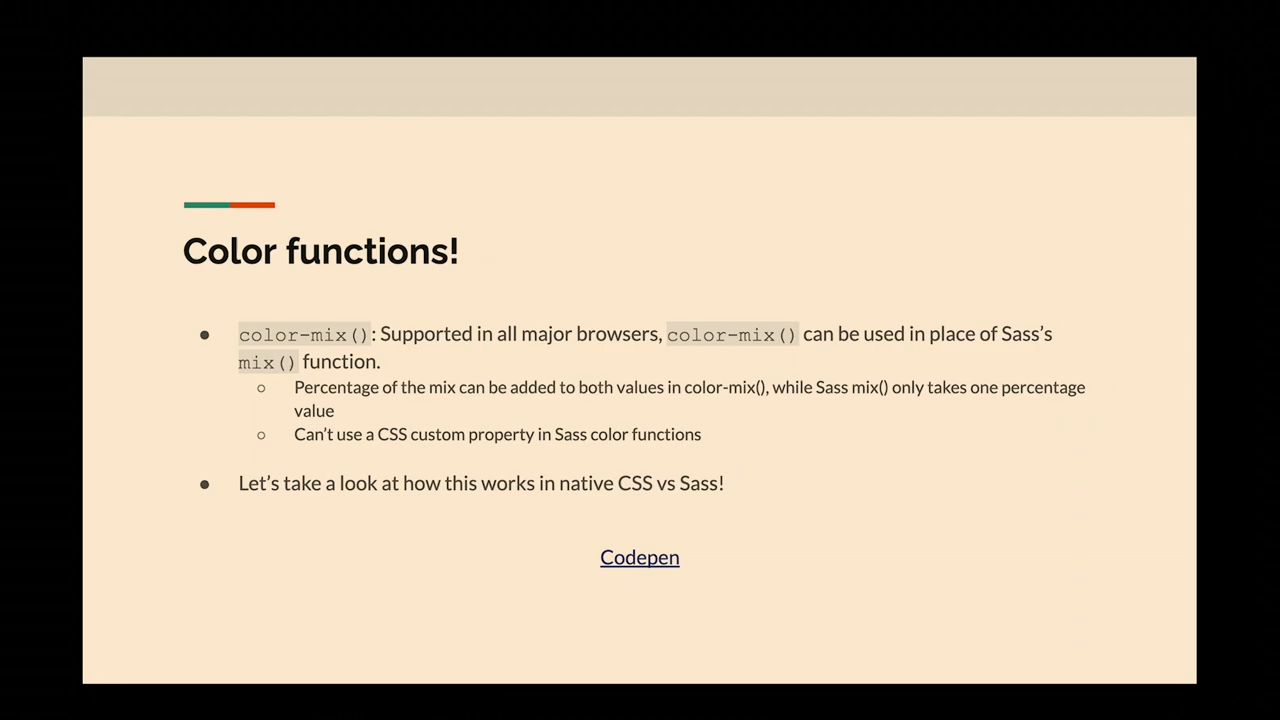 Color functions!
● color-mix(): Supported in all major browsers, color-mix() can be used in place of Sass’s
mix() function.
○ Percentage of the mix can be added to both values in color-mix(), while Sass mix() only takes one percentage
value
○ Can’t use a CSS custom property in Sass color functions
● Let’s take a look at how this works in native CSS vs Sass!
Codepen